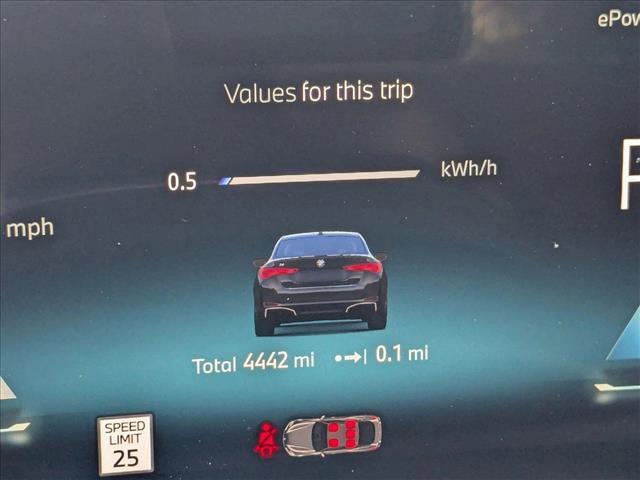 ePow
Values for this trip
0.5 kWh/h
mph
Total 4442 mi 0.1 mi
SPEED
LIMIT
25